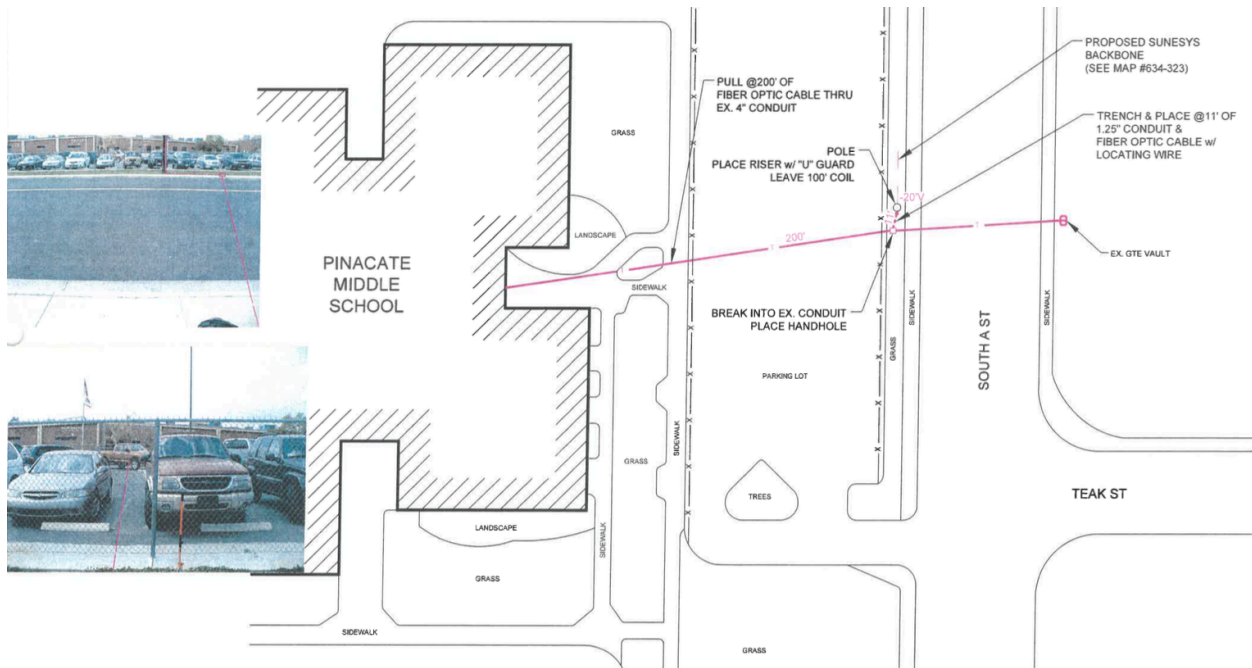 PROPOSED SUNESYS
BACKBONE
(SEE MAP #634-323)
PULL @200' OF
FIBER OPTIC CABLE THRU
EX. 4" CONDUIT
TRENCH & PLACE @11' OF
1.25" CONDUIT &
FIBER OPTIC CABLE w/
LOCATING WIRE
GRASS
POLE
PLACE RISER w/ "U" GUARD
LEAVE 100' COIL
-20'V
11'
200'
LANDSCAPE
EX. GTE VAULT
PINACATE
MIDDLE
SCHOOL
SIDEWALK
BREAK INTO EX. CONDUIT
PLACE HANDHOLE
SIDEWALK
SIDEWALK
GRASS
SOUTH A ST
PARKING LOT
SIDEWALK
GRASS
TREES
TEAK ST
LANDSCAPE
SIDEWALK
GRASS
SIDEWALK
GRASS